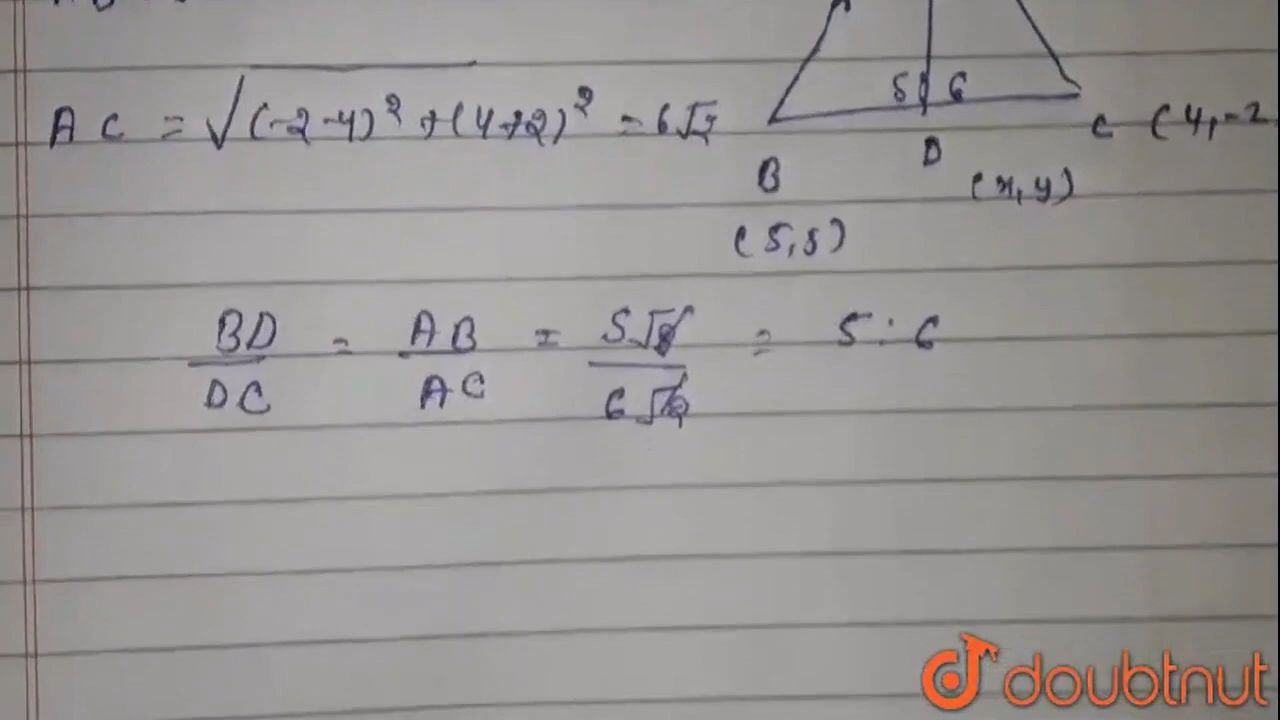 AC = √(-2-4)² + (4+2)² = 6√2
5 6
D
C (4,-2
B
(x,y)
(5,5)
BD/DC = AB/AC = 5√2/6√2 = 5:6
doubtnut